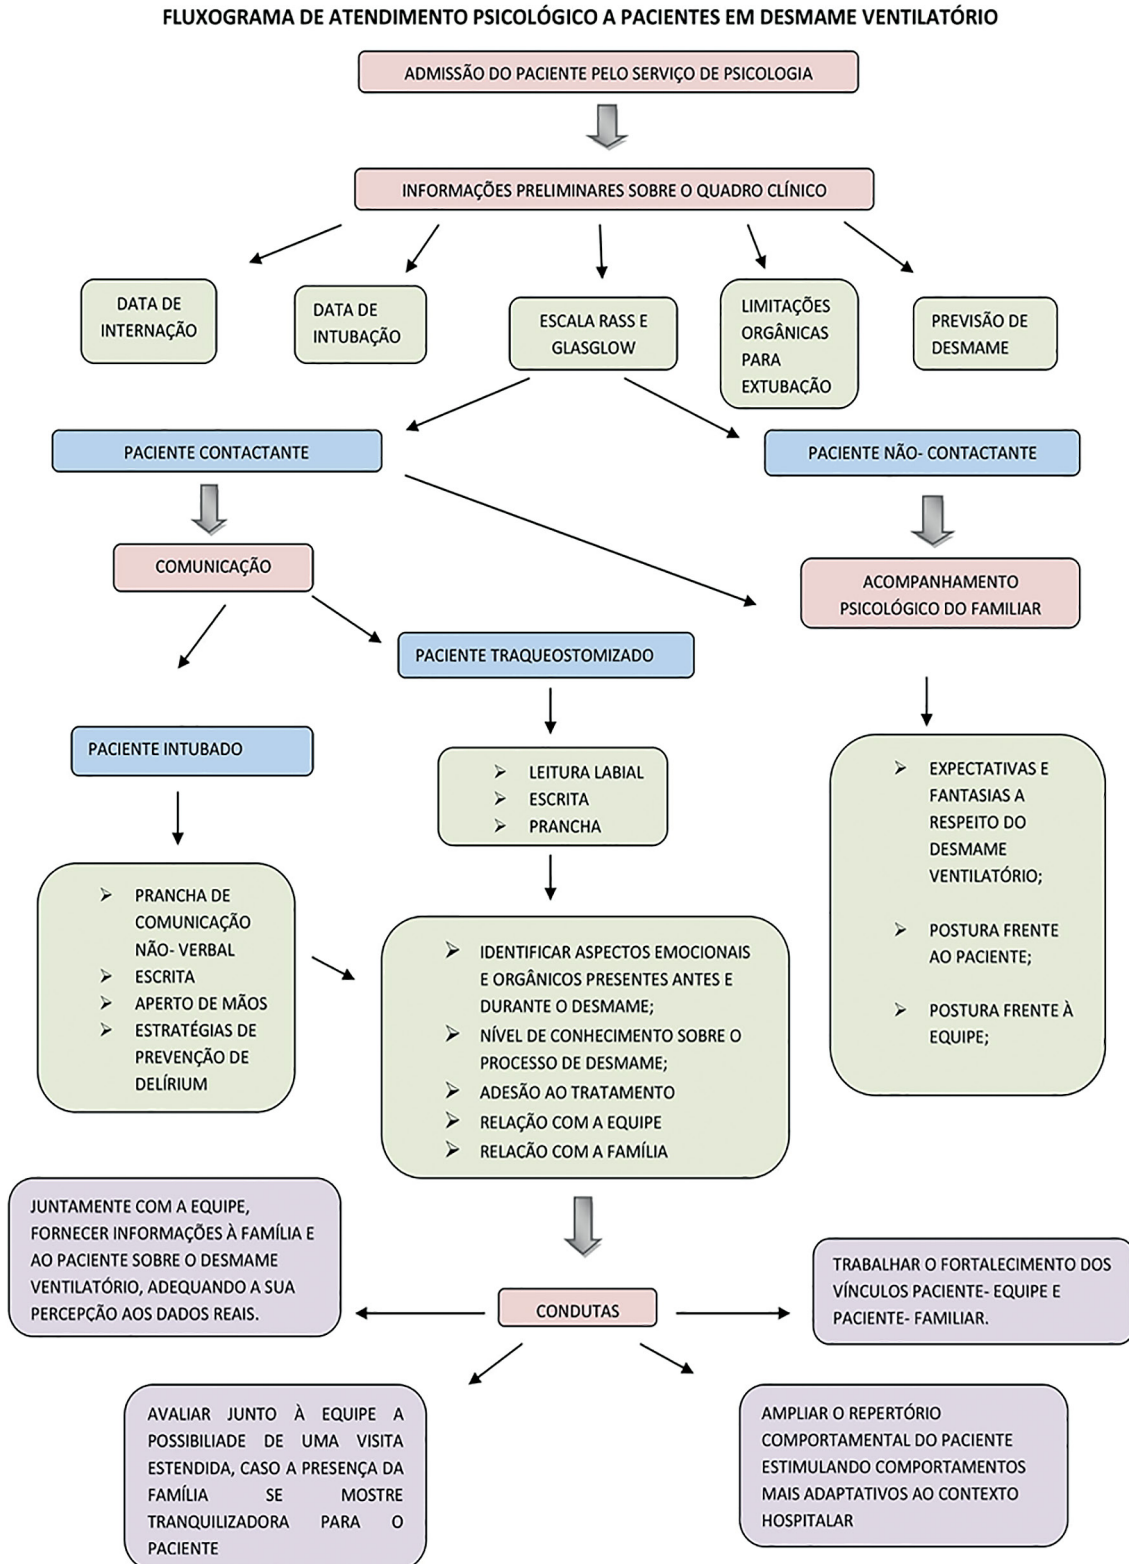 FLUXOGRAMA DE ATENDIMENTO PSICOLÓGICO A PACIENTES EM DESMAME VENTILATÓRIO
ADMISSÃO DO PACIENTE PELO SERVIÇO DE PSICOLOGIA
INFORMAÇÕES PRELIMINARES SOBRE O QUADRO CLÍNICO
DATA DE
INTERNAÇÃO
DATA DE
INTUBAÇÃO
ESCALA RASS E
GLASGLOW
LIMITAÇÕES
ORGÂNICAS
PARA
EXTUBAÇÃO
PREVISÃO DE
DESMAME
PACIENTE CONTACTANTE
PACIENTE NÃO- CONTACTANTE
COMUNICAÇÃO
ACOMPANHAMENTO
PSICOLÓGICO DO FAMILIAR
PACIENTE TRAQUEOSTOMIZADO
PACIENTE INTUBADO
➢ LEITURA LABIAL
➢ ESCRITA
➢ PRANCHA
➢ EXPECTATIVAS E
FANTASIAS A
RESPEITO DO
DESMAME
VENTILATÓRIO;
➢ POSTURA FRENTE
AO PACIENTE;
➢ POSTURA FRENTE À
EQUIPE;
➢ PRANCHA DE
COMUNICAÇÃO
NÃO- VERBAL
➢ ESCRITA
➢ APERTO DE MÃOS
➢ ESTRATÉGIAS DE
PREVENÇÃO DE
DELÍRIUM
➢ IDENTIFICAR ASPECTOS EMOCIONAIS
E ORGÂNICOS PRESENTES ANTES E
DURANTE O DESMAME;
➢ NÍVEL DE CONHECIMENTO SOBRE O
PROCESSO DE DESMAME;
➢ ADESÃO AO TRATAMENTO
➢ RELAÇÃO COM A EQUIPE
➢ RELACÃO COM A FAMÍLIA
JUNTAMENTE COM A EQUIPE,
FORNECER INFORMAÇÕES À FAMÍLIA E
AO PACIENTE SOBRE O DESMAME
VENTILATÓRIO, ADEQUANDO A SUA
PERCEPÇÃO AOS DADOS REAIS.
CONDUTAS
TRABALHAR O FORTALECIMENTO DOS
VÍNCULOS PACIENTE- EQUIPE E
PACIENTE- FAMILIAR.
AVALIAR JUNTO À EQUIPE A
POSSIBILIADE DE UMA VISITA
ESTENDIDA, CASO A PRESENÇA DA
FAMÍLIA SE MOSTRE
TRANQUILIZADORA PARA O
PACIENTE
AMPLIAR O REPERTÓRIO
COMPORTAMENTAL DO PACIENTE
ESTIMULANDO COMPORTAMENTOS
MAIS ADAPTATIVOS AO CONTEXTO
HOSPITALAR